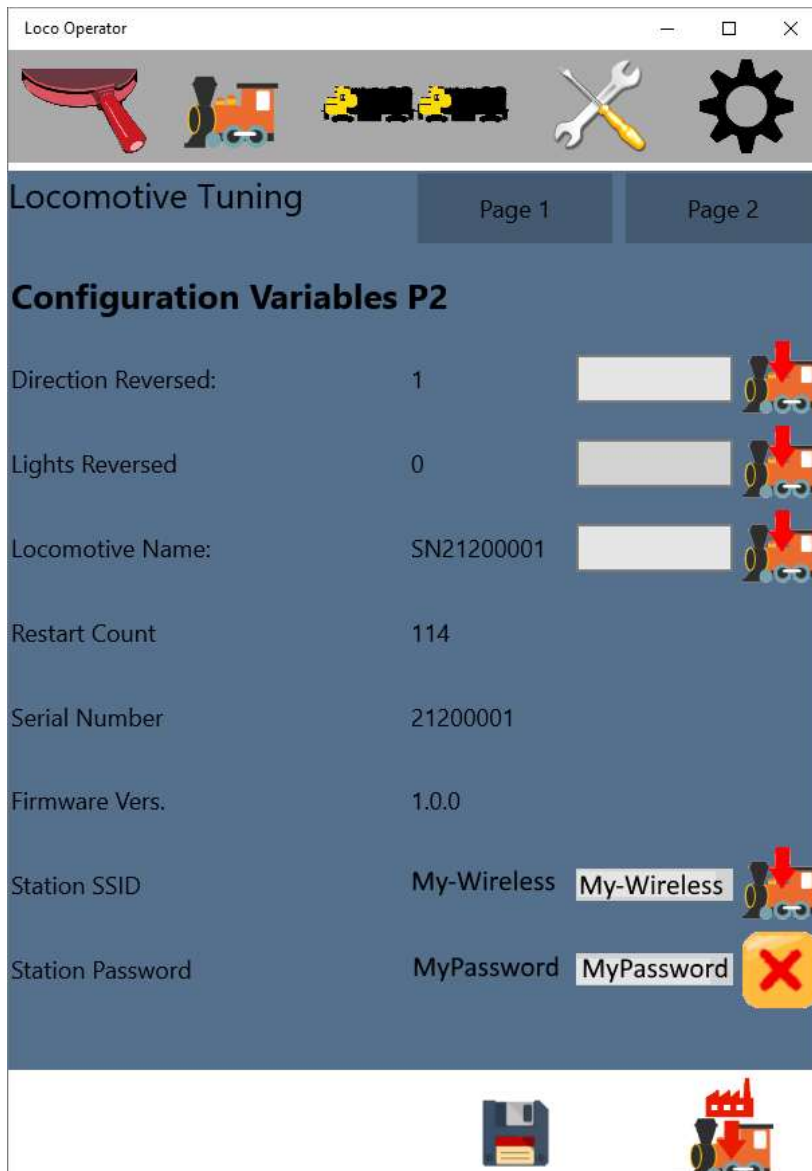 Loco Operator
Locomotive Tuning
Page 1
Page 2
Configuration Variables P2
Direction Reversed: 1
Lights Reversed 0
Locomotive Name: SN21200001
Restart Count 114
Serial Number 21200001
Firmware Vers. 1.0.0
Station SSID My-Wireless My-Wireless
Station Password MyPassword MyPassword